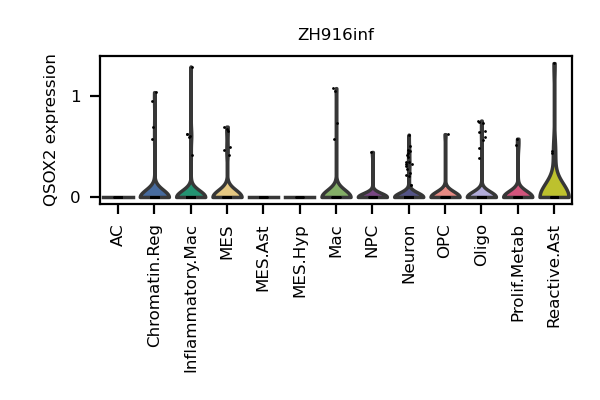 ZH916inf
QSOX2 expression
1
0
AC
Chromatin.Reg
Inflammatory.Mac
MES
MES.Ast
MES.Hyp
Mac
NPC
Neuron
OPC
Oligo
Prolif.Metab
Reactive.Ast